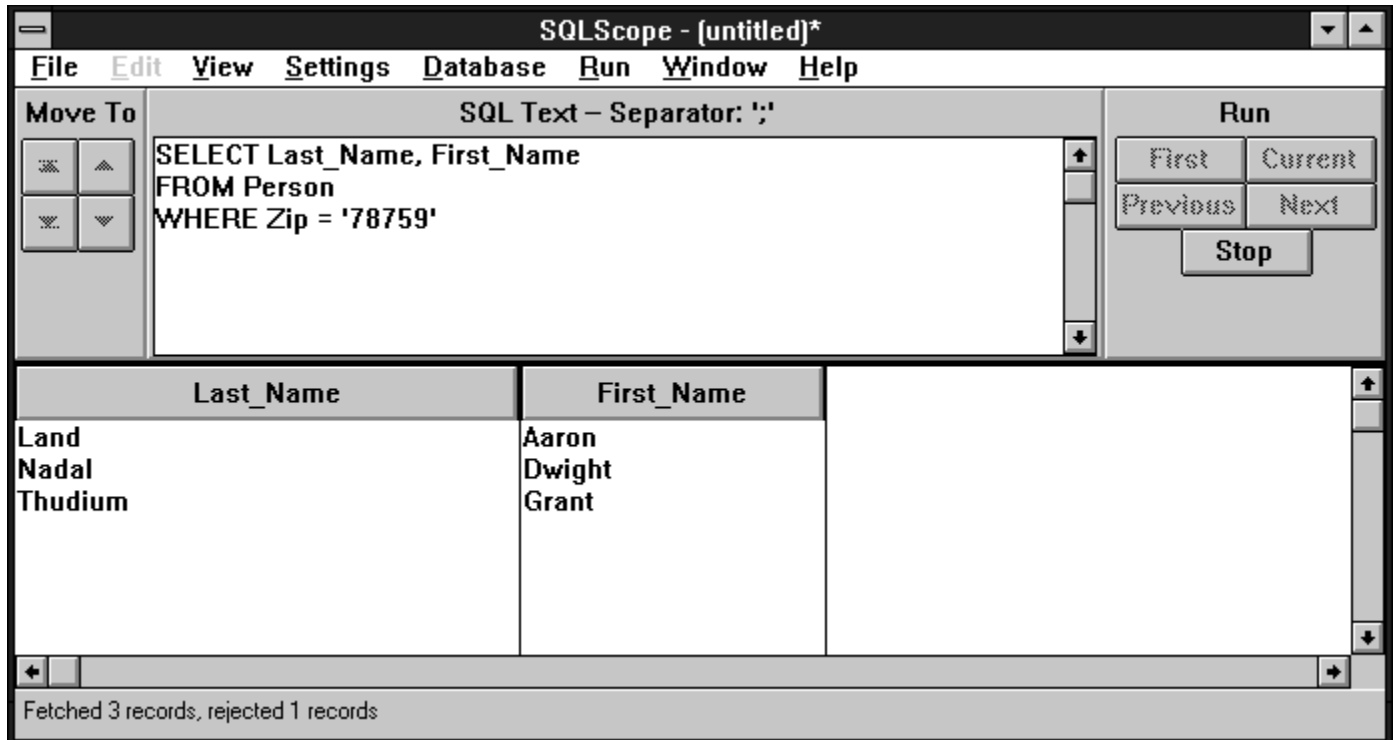 SQLScope - (untitled)*
File Edit View Settings Database Run Window Help
Move To
SQL Text – Separator: ';'
Run
SELECT Last_Name, First_Name
FROM Person
WHERE Zip = '78759'
First Current
Previous Next
Stop
Last_Name First_Name
Land Aaron
Nadal Dwight
Thudium Grant
Fetched 3 records, rejected 1 records